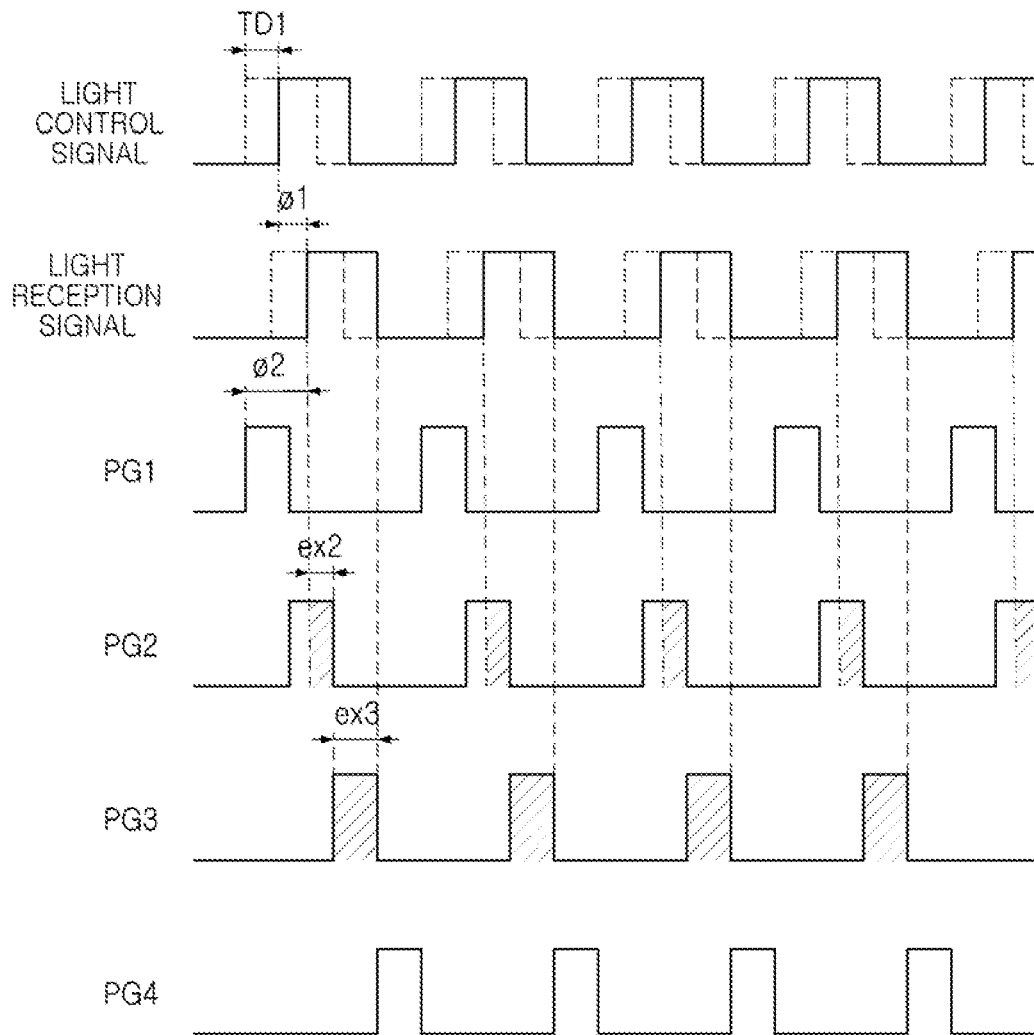 TD1
LIGHT
CONTROL
SIGNAL
ø1
LIGHT
RECEPTION
SIGNAL
ø2
PG1
ex2
PG2
ex3
PG3
PG4